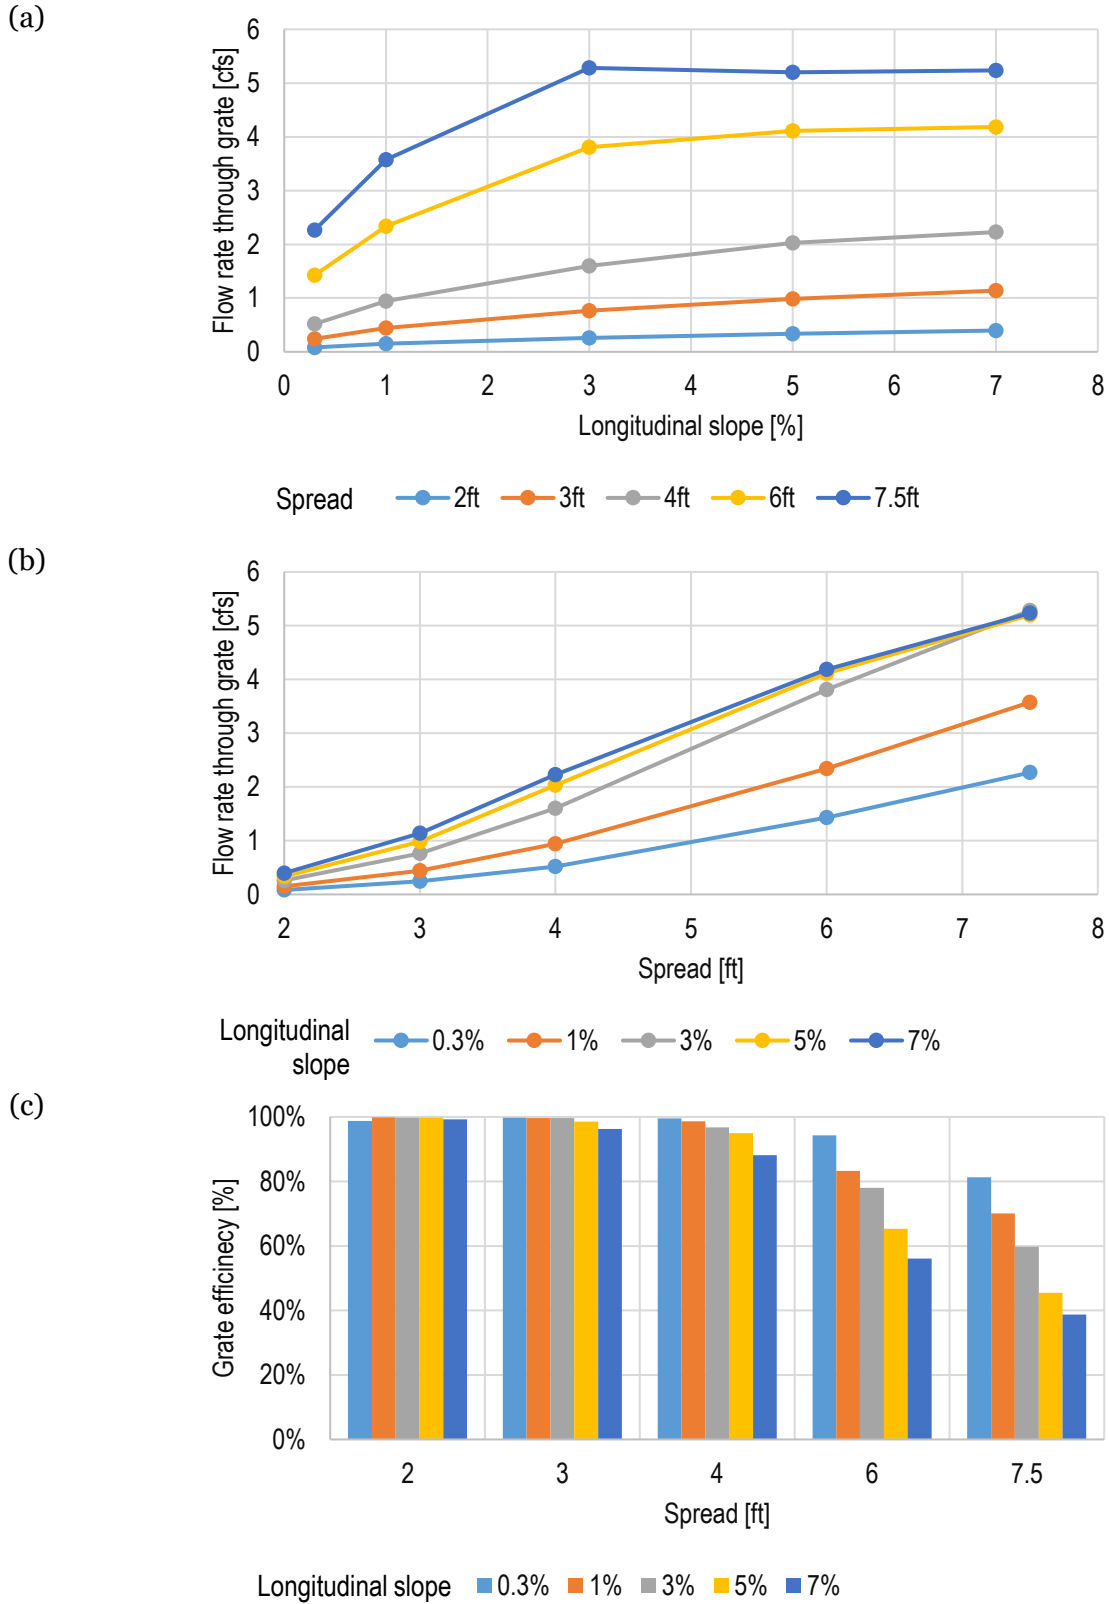 (a)
Flow rate through grate [cfs]
6
5
4
3
2
1
0
0 1 2 3 4 5 6 7 8
Longitudinal slope [%]
Spread 2ft 3ft 4ft 6ft 7.5ft
(b)
Flow rate through grate [cfs]
6
5
4
3
2
1
0
2 3 4 5 6 7 8
Spread [ft]
Longitudinal
slope
0.3% 1% 3% 5% 7%
(c)
Grate efficinecy [%]
100%
80%
60%
40%
20%
0%
2 3 4 6 7.5
Spread [ft]
Longitudinal slope 0.3% 1% 3% 5% 7%